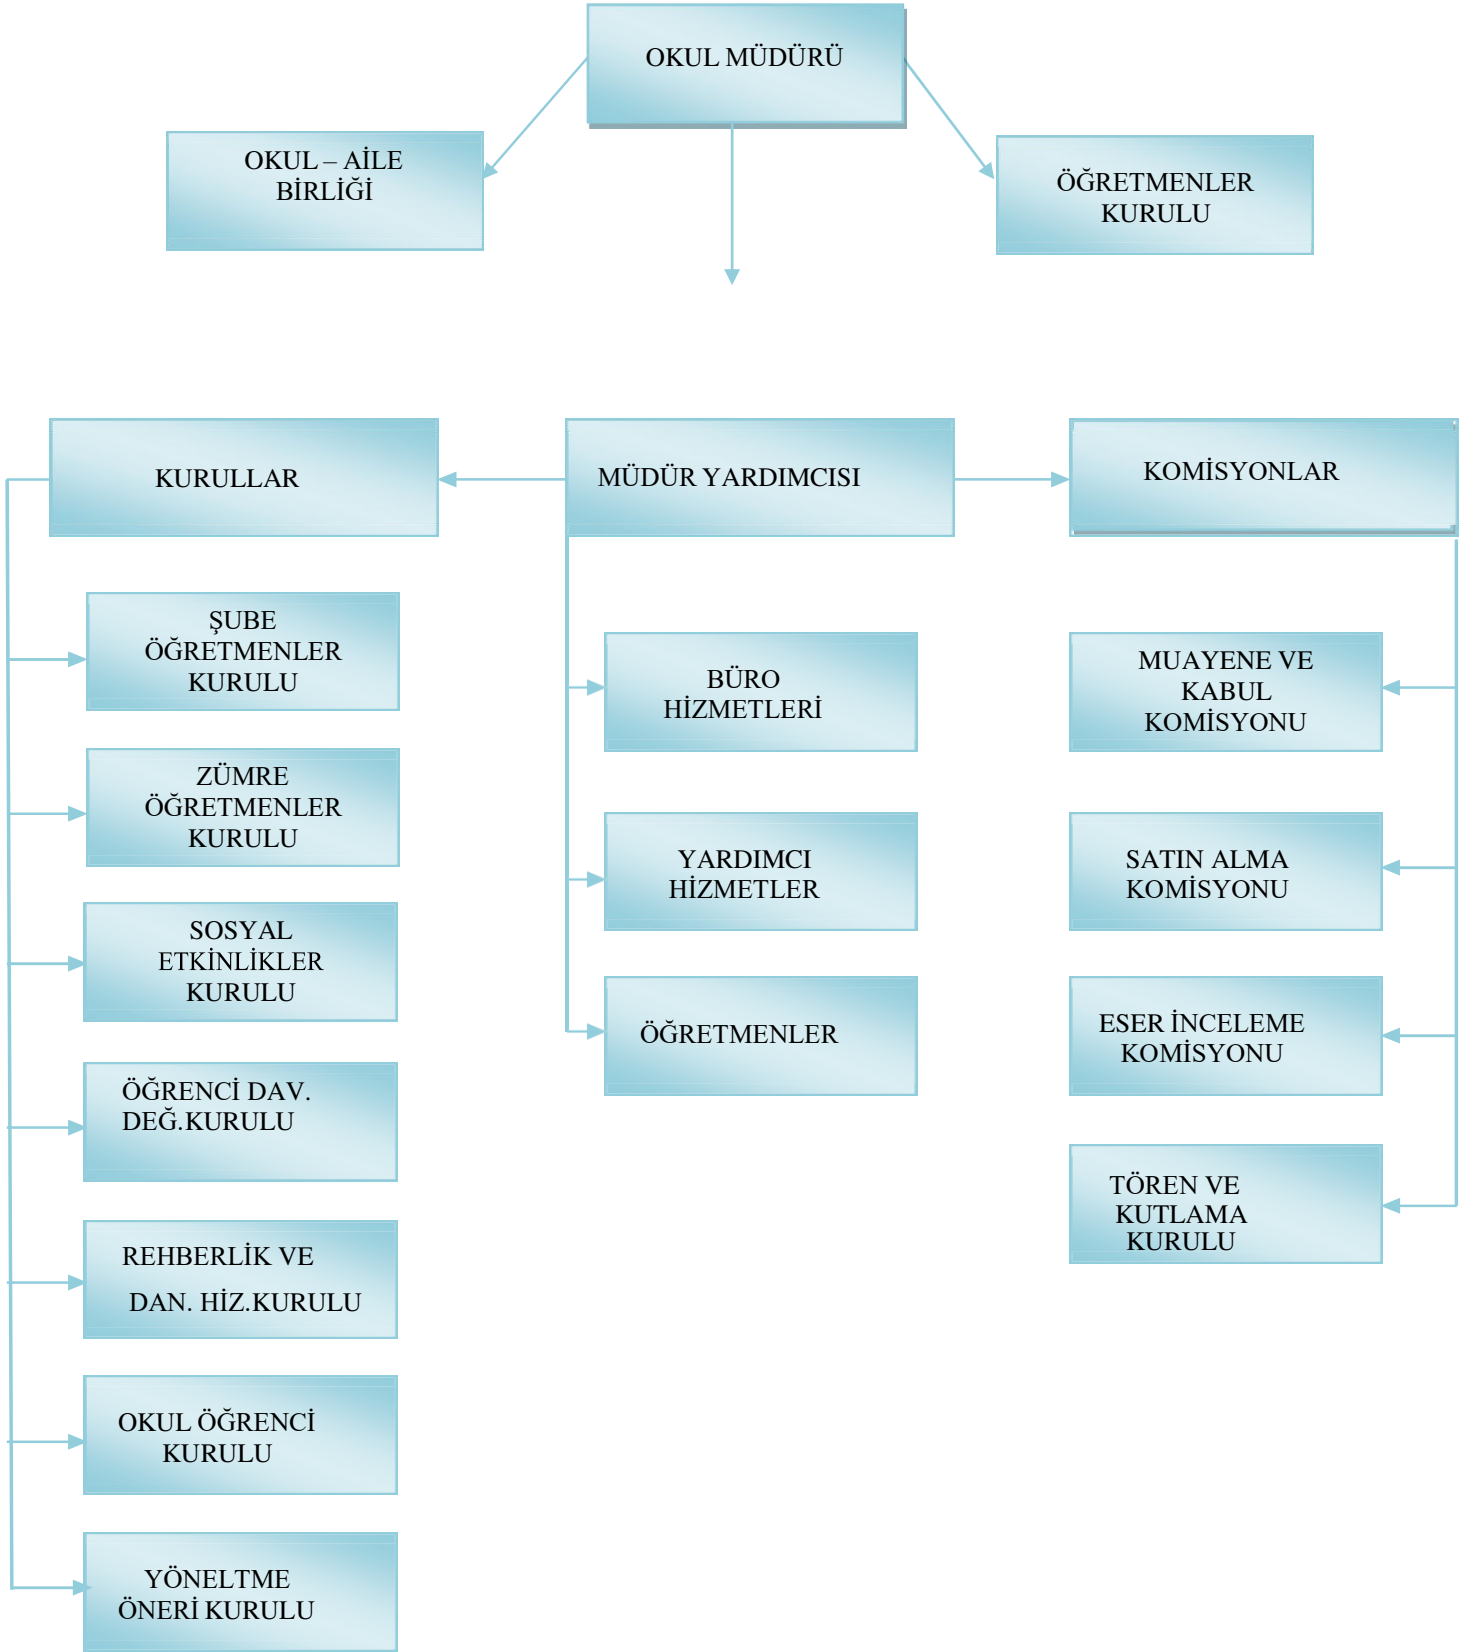 OKUL MÜDÜRÜ
OKUL – AİLE
BİRLİĞİ
ÖĞRETMENLER
KURULU
KURULLAR
MÜDÜR YARDIMCISI
KOMİSYONLAR
ŞUBE
ÖĞRETMENLER
KURULU
ZÜMRE
ÖĞRETMENLER
KURULU
SOSYAL
ETKİNLİKLER
KURULU
ÖĞRENCİ DAV.
DEĞ.KURULU
REHBERLİK VE
DAN. HİZ.KURULU
OKUL ÖĞRENCİ
KURULU
YÖNELTME
ÖNERİ KURULU
BÜRO
HİZMETLERİ
YARDIMCI
HİZMETLER
ÖĞRETMENLER
MUAYENE VE
KABUL
KOMİSYONU
SATIN ALMA
KOMİSYONU
ESER İNCELEME
KOMİSYONU
TÖREN VE
KUTLAMA
KURULU